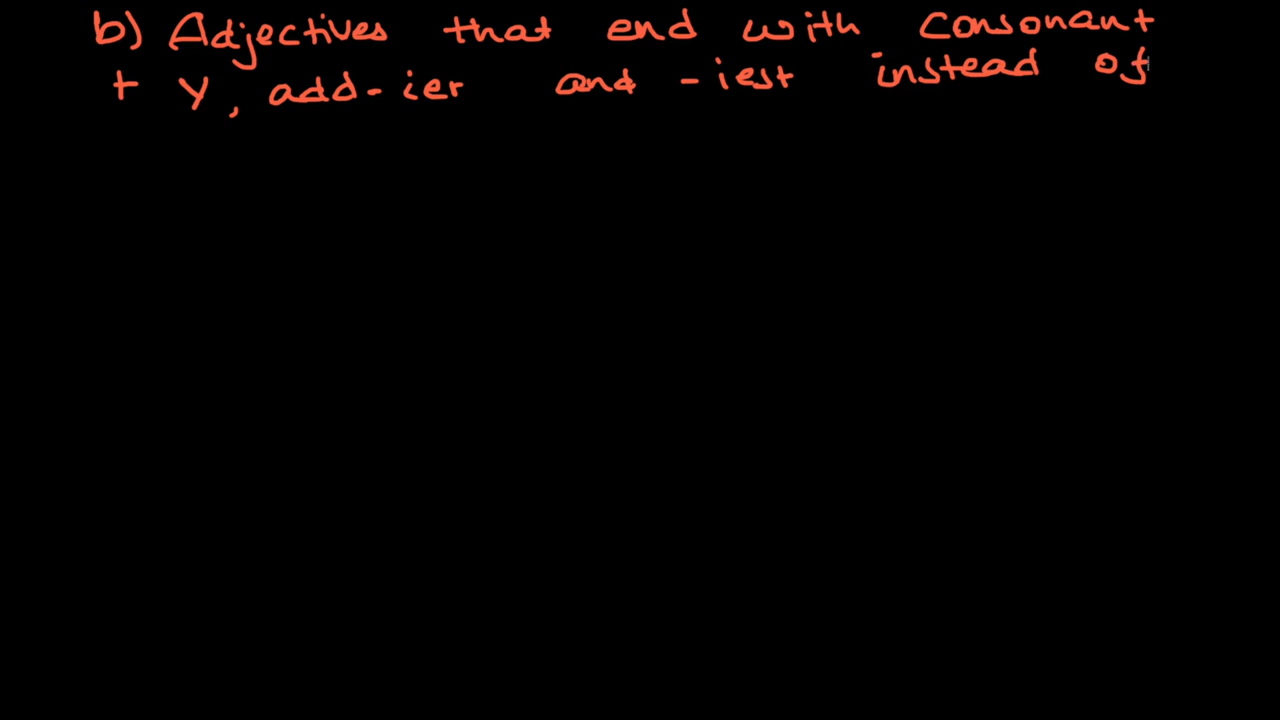 b) Adjectives that end with consonant
+ y, add-ier and -iest instead of